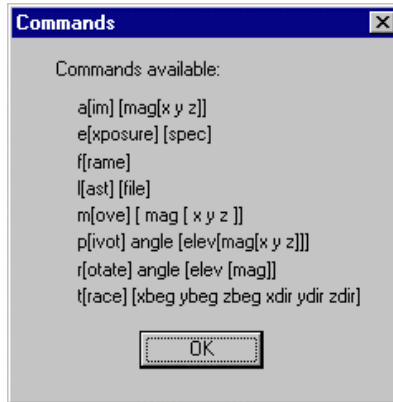 Commands
Commands available:
a[im] [mag[x y z]]
e[xposure] [spec]
f[rame]
l[ast] [file]
m[ove] [ mag [ x y z ]]
p[ivot] angle [elev[mag[x y z]]]
r[otate] angle [elev [mag]]
t[race] [xbeg ybeg zbeg xdir ydir zdir]
OK